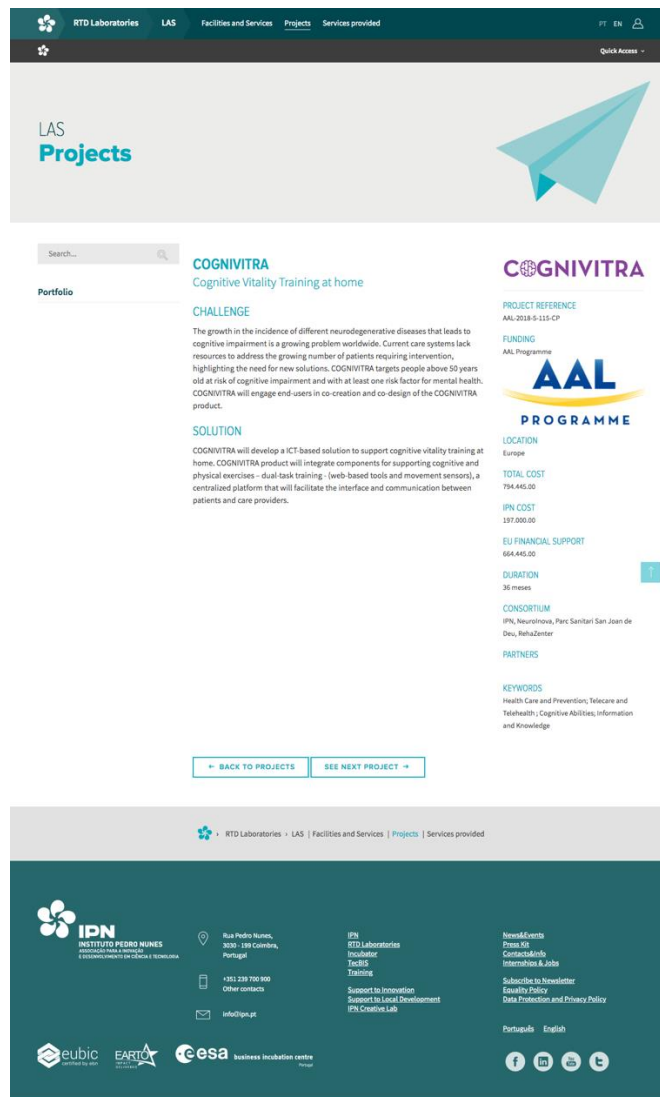 RTD Laboratories LAS Facilities and Services Projects Services provided PT EN
Quick Access
LAS
Projects
Search...
Portfolio
COGNIVITRA
Cognitive Vitality Training at home
CHALLENGE
The growth in the incidence of different neurodegenerative diseases that leads to
cognitive impairment is a growing problem worldwide. Current care systems lack
resources to address the growing number of patients requiring intervention,
highlighting the need for new solutions. COGNIVITRA targets people above 50 years
old at risk of cognitive impairment and with at least one risk factor for mental health.
COGNIVITRA will engage end-users in co-creation and co-design of the COGNIVITRA
product.
SOLUTION
COGNIVITRA will develop a ICT-based solution to support cognitive vitality training at
home. COGNIVITRA product will integrate components for supporting cognitive and
physical exercises – dual-task training - (web-based tools and movement sensors), a
centralized platform that will facilitate the interface and communication between
patients and care providers.
COGNIVITRA
PROJECT REFERENCE
AAL-2018-5-115-CP
FUNDING
AAL Programme
AAL
PROGRAMME
LOCATION
Europe
TOTAL COST
794.445.00
IPN COST
197.000.00
EU FINANCIAL SUPPORT
664.445.00
DURATION
36 meses
CONSORTIUM
IPN, NeuroInova, Parc Sanitari San Joan de
Deu, RehaZenter
PARTNERS
KEYWORDS
Health Care and Prevention; Telecare and
Telehealth ; Cognitive Abilities; Information
and Knowledge
← BACK TO PROJECTS
SEE NEXT PROJECT →
› RTD Laboratories › LAS | Facilities and Services | Projects | Services provided
IPN
INSTITUTO PEDRO NUNES
ASSOCIAÇÃO PARA A INOVAÇÃO
E DESENVOLVIMENTO EM CIÊNCIA E TECNOLOGIA
Rua Pedro Nunes,
3030 - 199 Coimbra,
Portugal
+351 239 700 900
Other contacts
info@ipn.pt
IPN
RTD Laboratories
Incubator
TecBIS
Training
Support to Innovation
Support to Local Development
IPN Creative Lab
News&Events
Press Kit
Contacts&Info
Internships & Jobs
Subscribe to Newsletter
Equality Policy
Data Protection and Privacy Policy
Português English
eubic
certified by ebn
EARTO
IMPACT
DELIVERED
esa business incubation centre
Portugal